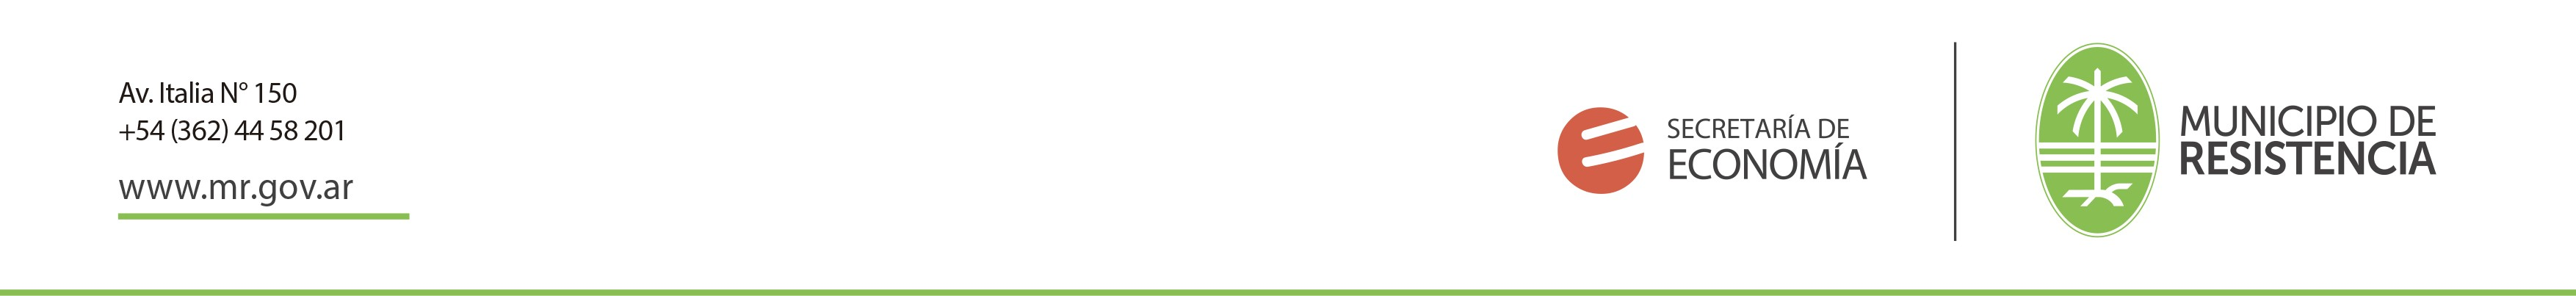 Av. Italia N° 150
+54 (362) 44 58 201
www.mr.gov.ar
SECRETARÍA DE
ECONOMÍA
MUNICIPIO DE
RESISTENCIA